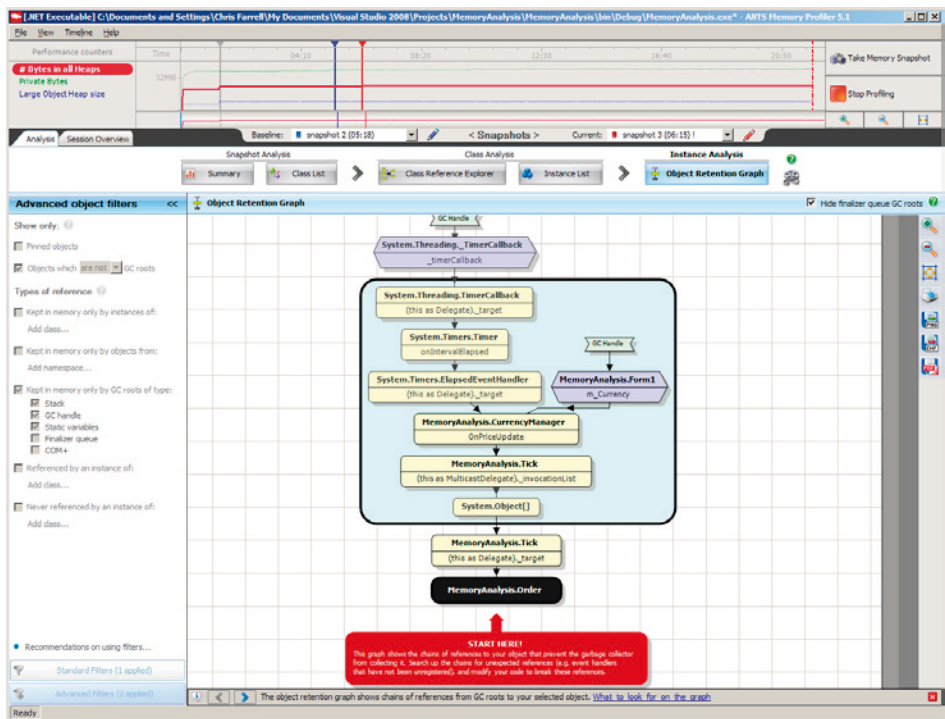 [.NET Executable] C:\Documents and Settings\Chris Farrell\My Documents\Visual Studio 2008\Projects\MemoryAnalysis\MemoryAnalysis\bin\Debug\MemoryAnalysis.exe* - ANTS Memory Profiler 5.1
File View Timeline Help
Performance counters
Time
04:10
08:20
12:30
16:40
20:50
# Bytes in all Heaps
Private Bytes
Large Object Heap size
32MB
Take Memory Snapshot
Stop Profiling
Analysis
Session Overview
Baseline: snapshot 2 (05:18)
< Snapshots >
Current: snapshot 3 (06:15) !
Snapshot Analysis
Class Analysis
Instance Analysis
Summary
Class List
Class Reference Explorer
Instance List
Object Retention Graph
Advanced object filters <<
Object Retention Graph
Hide finalizer queue GC roots
Show only:
Pinned objects
Objects which are not GC roots
Types of reference
Kept in memory only by instances of:
Add class...
Kept in memory only by objects from:
Add namespace...
Kept in memory only by GC roots of type:
Stack
GC handle
Static variables
Finalizer queue
COM+
Referenced by an instance of:
Add class...
Never referenced by an instance of:
Add class...
Recommendations on using filters...
Standard Filters (1 applied)
Advanced Filters (2 applied)
GC Handle
System.Threading._TimerCallback
_timerCallback
System.Threading.TimerCallback
(this as Delegate)._target
System.Timers.Timer
onIntervalElapsed
GC Handle
System.Timers.ElapsedEventHandler
(this as Delegate)._target
MemoryAnalysis.Form1
m_Currency
MemoryAnalysis.CurrencyManager
OnPriceUpdate
MemoryAnalysis.Tick
(this as MulticastDelegate)._invocationList
System.Object[]
MemoryAnalysis.Tick
(this as Delegate)._target
MemoryAnalysis.Order
START HERE!
This graph shows the chains of references to your object that prevent the garbage collector
from collecting it. Search up the chains for unexpected references (e.g. event handlers
that have not been unregistered), and modify your code to break these references.
The object retention graph shows chains of references from GC roots to your selected object. What to look for on the graph
Ready